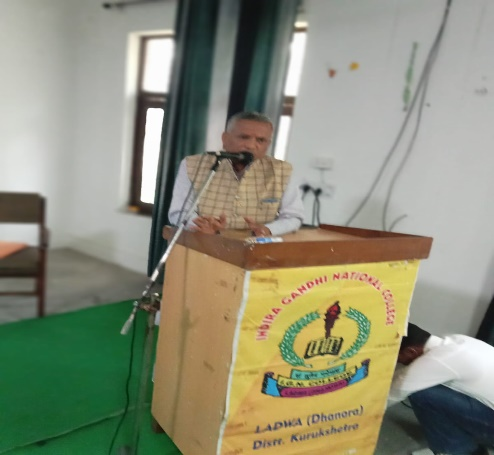 INDIRA GANDHI NATIONAL COLLEGE
I.G.N. COLLEGE
LADWA (Dhanora)
Distt. Kurukshetra